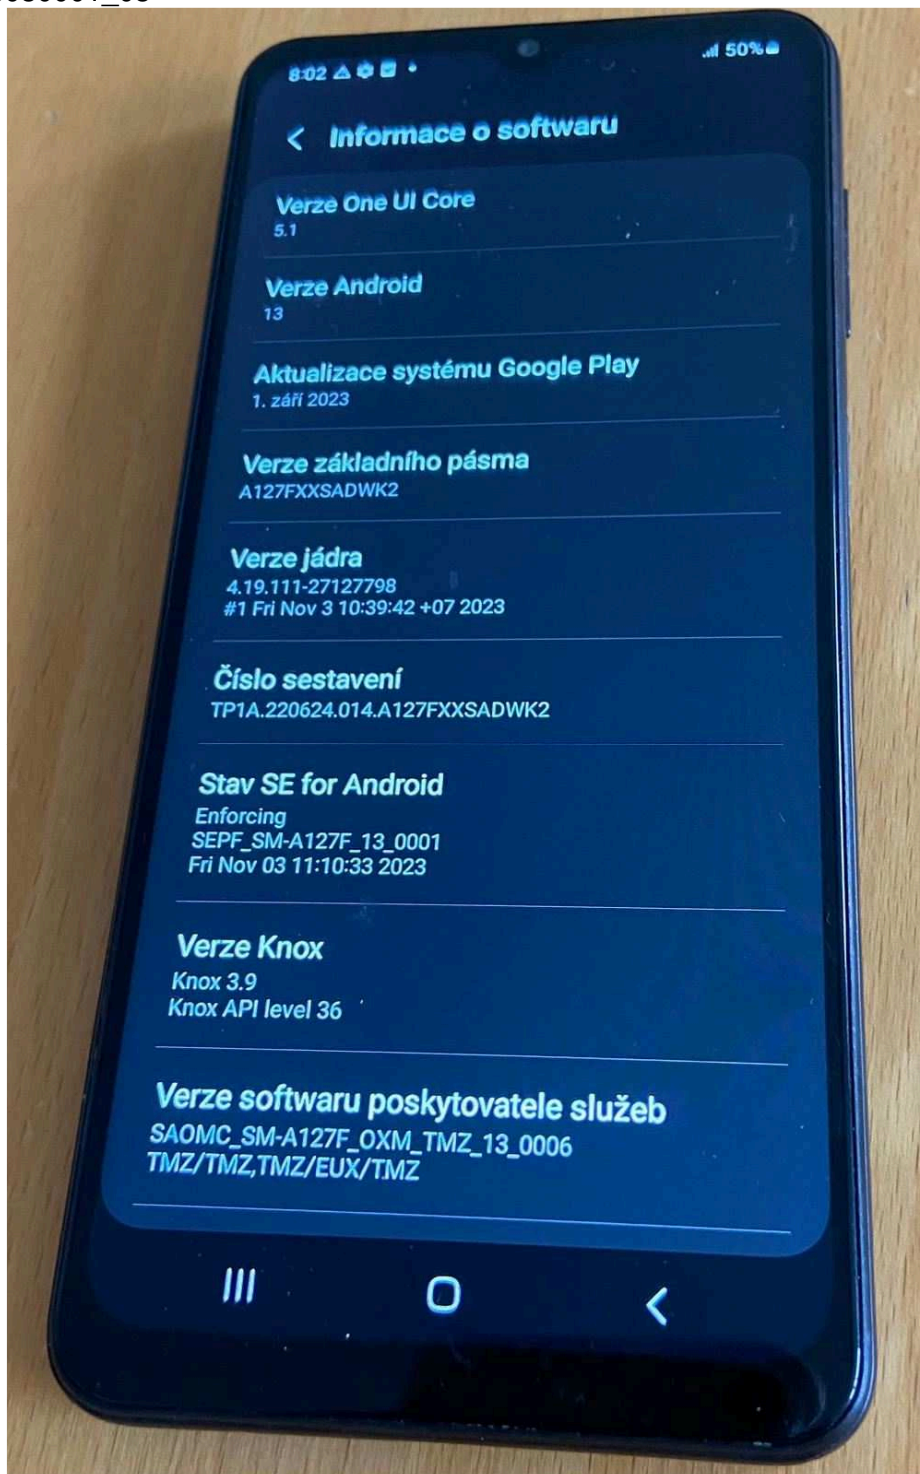 8:02
50%
Informace o softwaru
Verze One UI Core
5.1
Verze Android
13
Aktualizace systému Google Play
1. září 2023
Verze základního pásma
A127FXXSADWK2
Verze jádra
4.19.111-27127798
#1 Fri Nov 3 10:39:42 +07 2023
Číslo sestavení
TP1A.220624.014.A127FXXSADWK2
Stav SE for Android
Enforcing
SEPF_SM-A127F_13_0001
Fri Nov 03 11:10:33 2023
Verze Knox
Knox 3.9
Knox API level 36
Verze softwaru poskytovatele služeb
SAOMC_SM-A127F_OXM_TMZ_13_0006
TMZ/TMZ,TMZ/EUX/TMZ